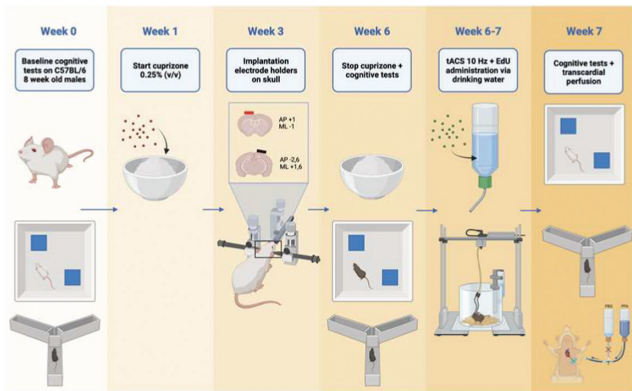 Week 0
Week 1
Week 3
Week 6
Week 6-7
Week 7
Baseline cognitive
tests on C57BL/6
8 week old males
Start cuprizone
0.25% (v/v)
Implantation
electrode holders
on skull
Stop cuprizone +
cognitive tests
tACS 10 Hz + EdU
administration via
drinking water
Cognitive tests +
transcardial
perfusion
AP +1
ML -1
AP -2,6
ML +1,6
PBS
PFA